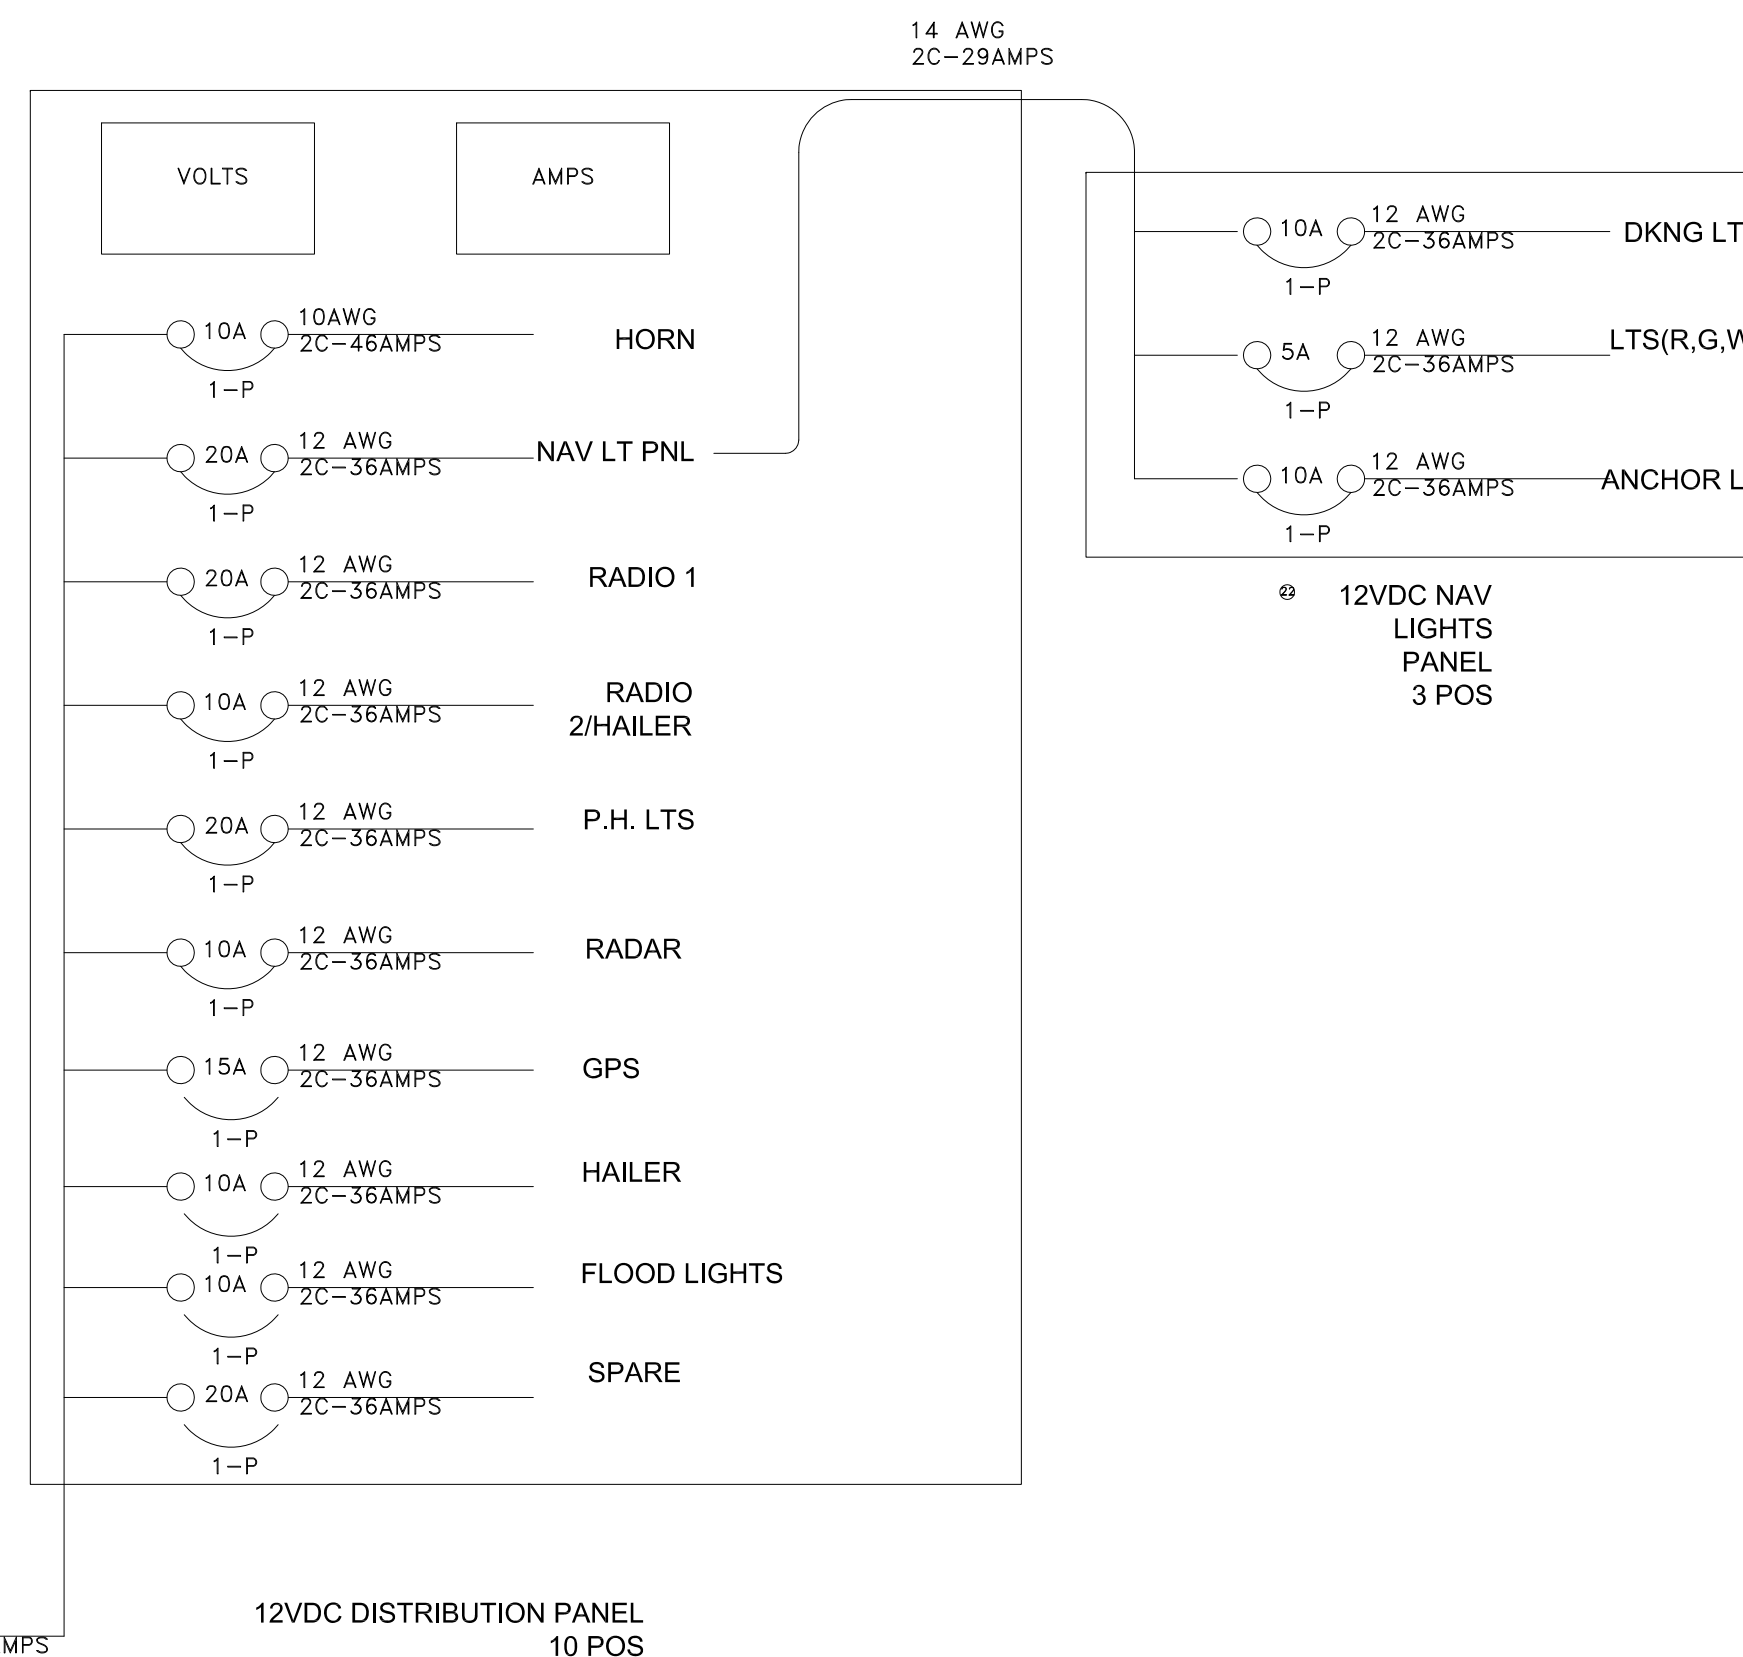 14 AWG
2C-29AMPS
VOLTS
AMPS
10A
10AWG
2C-46AMPS
1-P
HORN
20A
12 AWG
2C-36AMPS
1-P
NAV LT PNL
20A
12 AWG
2C-36AMPS
1-P
RADIO 1
10A
12 AWG
2C-36AMPS
1-P
RADIO
2/HAILER
20A
12 AWG
2C-36AMPS
1-P
P.H. LTS
10A
12 AWG
2C-36AMPS
1-P
RADAR
15A
12 AWG
2C-36AMPS
1-P
GPS
10A
12 AWG
2C-36AMPS
1-P
HAILER
10A
12 AWG
2C-36AMPS
1-P
FLOOD LIGHTS
20A
12 AWG
2C-36AMPS
1-P
SPARE
12VDC DISTRIBUTION PANEL
10 POS
MPS
10A
12 AWG
2C-36AMPS
1-P
DKNG LT
5A
12 AWG
2C-36AMPS
1-P
LTS(R,G,W
10A
12 AWG
2C-36AMPS
1-P
ANCHOR L
22
12VDC NAV
LIGHTS
PANEL
3 POS